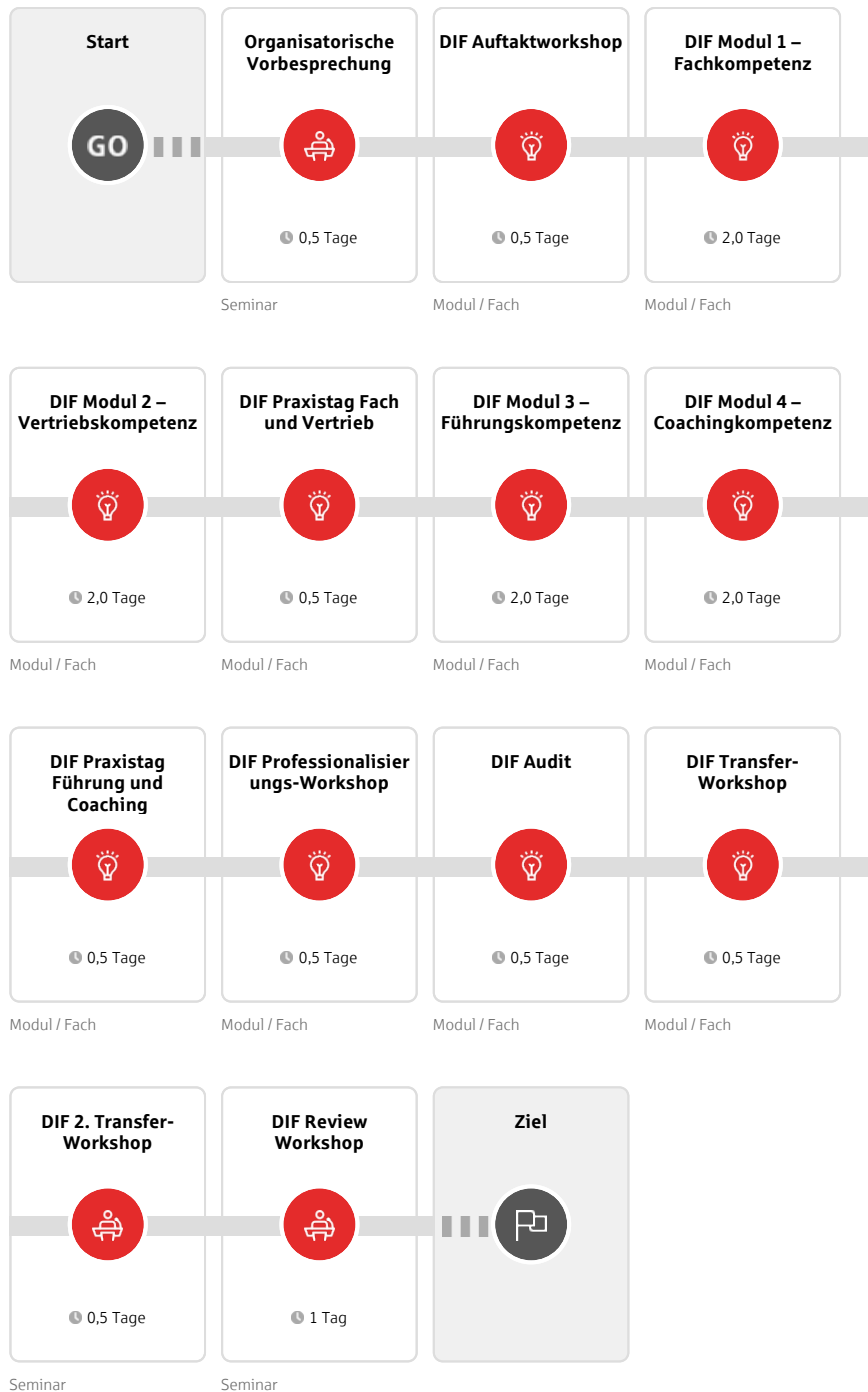 Start
GO
Organisatorische
Vorbesprechung
0,5 Tage
Seminar
DIF Auftaktworkshop
0,5 Tage
Modul / Fach
DIF Modul 1 –
Fachkompetenz
2,0 Tage
Modul / Fach
DIF Modul 2 –
Vertriebskompetenz
2,0 Tage
Modul / Fach
DIF Praxistag Fach
und Vertrieb
0,5 Tage
Modul / Fach
DIF Modul 3 –
Führungskompetenz
2,0 Tage
Modul / Fach
DIF Modul 4 –
Coachingkompetenz
2,0 Tage
Modul / Fach
DIF Praxistag
Führung und
Coaching
0,5 Tage
Modul / Fach
DIF Professionalisier
ungs-Workshop
0,5 Tage
Modul / Fach
DIF Audit
0,5 Tage
Modul / Fach
DIF Transfer-
Workshop
0,5 Tage
Modul / Fach
DIF 2. Transfer-
Workshop
0,5 Tage
Seminar
DIF Review
Workshop
1 Tag
Seminar
Ziel